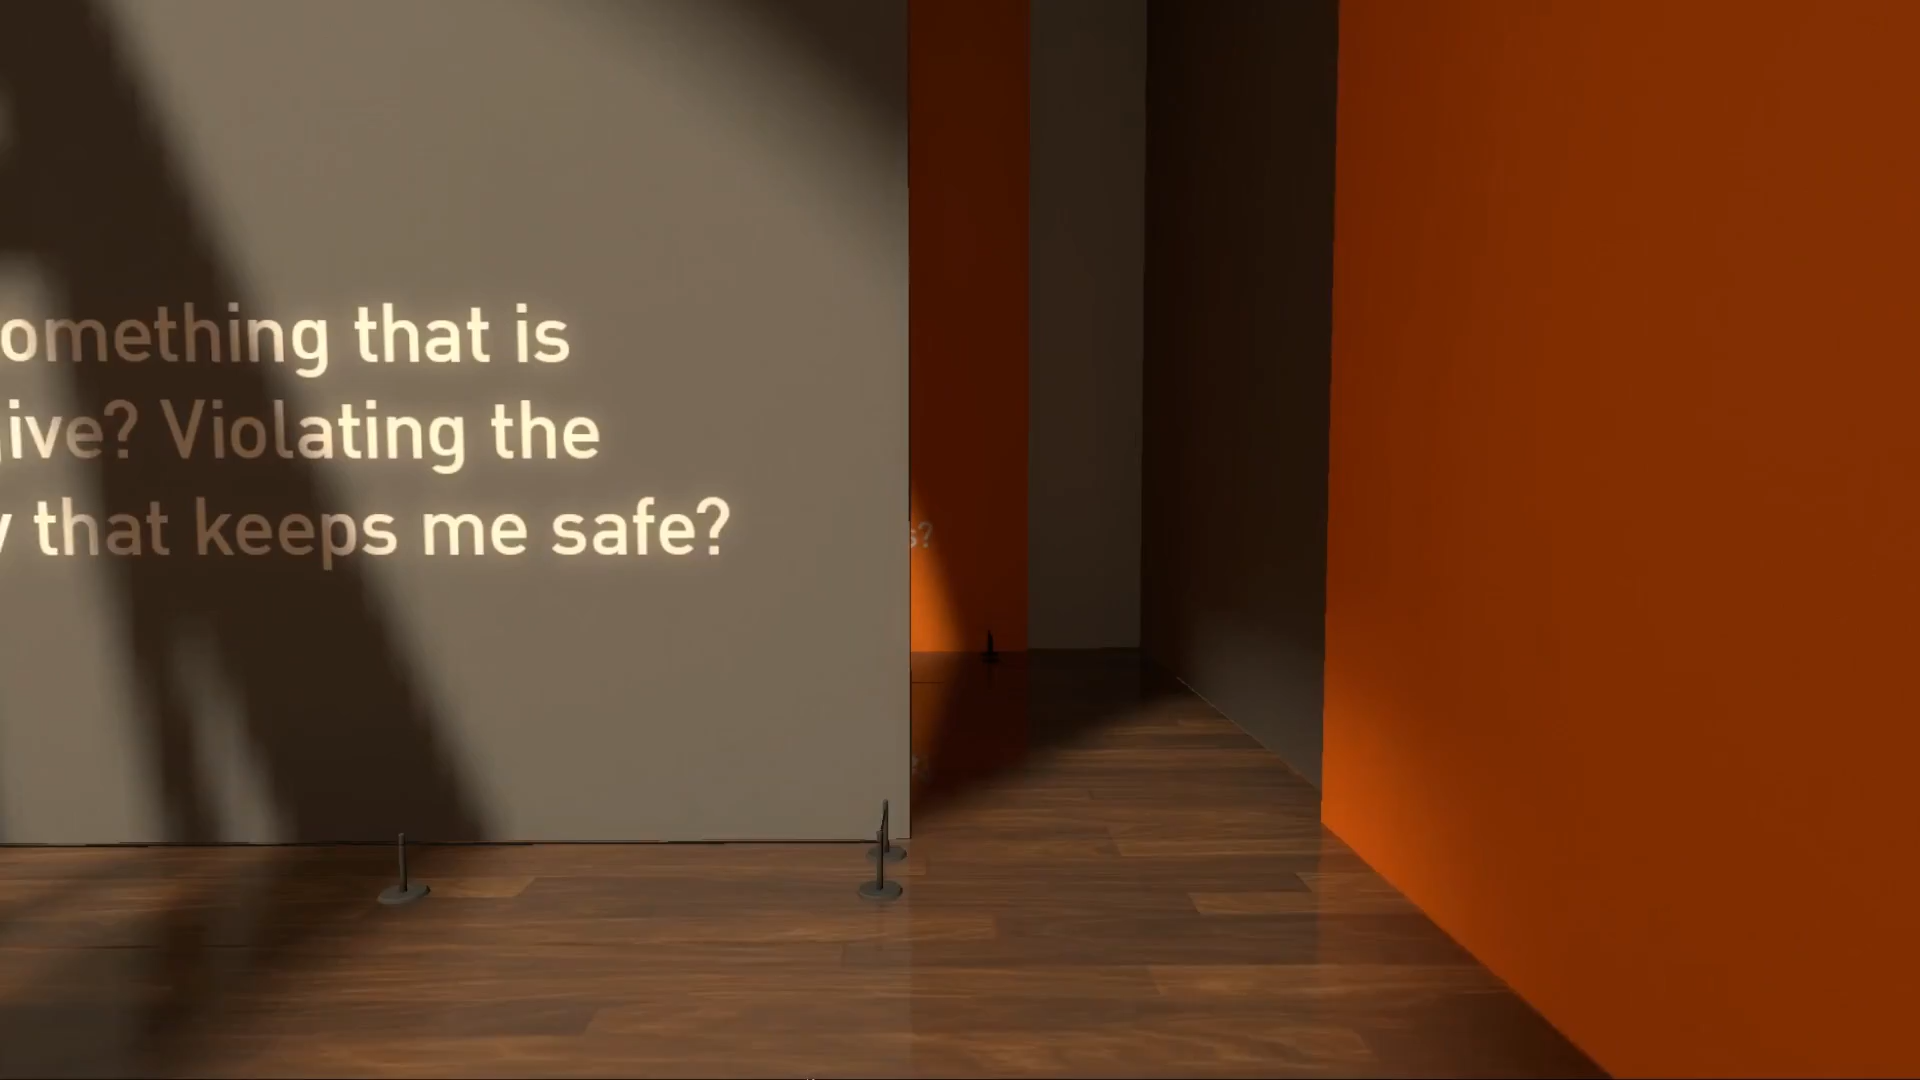 omething that is
ive? Violating the
that keeps me safe?
s?